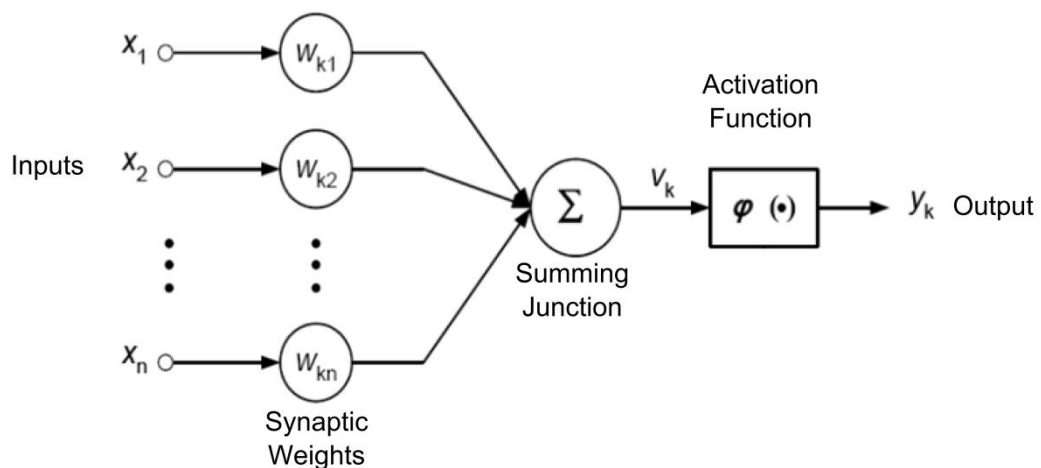 x1
wk1
Activation
Function
Inputs
x2
wk2
Σ
vk
φ (•)
yk
Output
Summing
Junction
xn
wkn
Synaptic
Weights